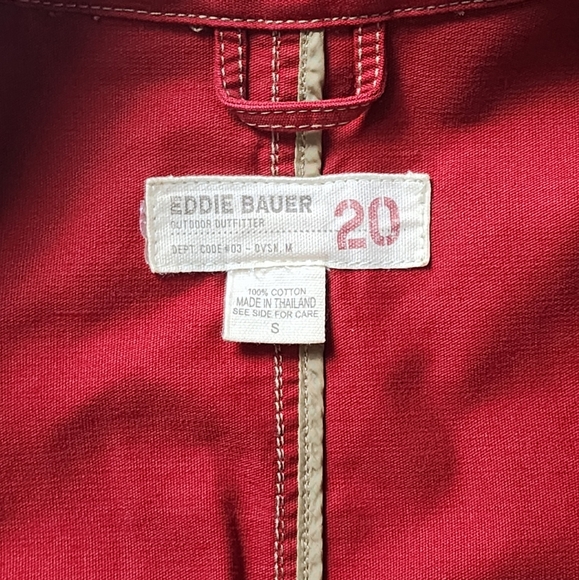 EDDIE BAUER
OUTDOOR OUTFITTER
20
DEPT. CODE #03 - DVSN. M
100% COTTON
MADE IN THAILAND
SEE SIDE FOR CARE
S